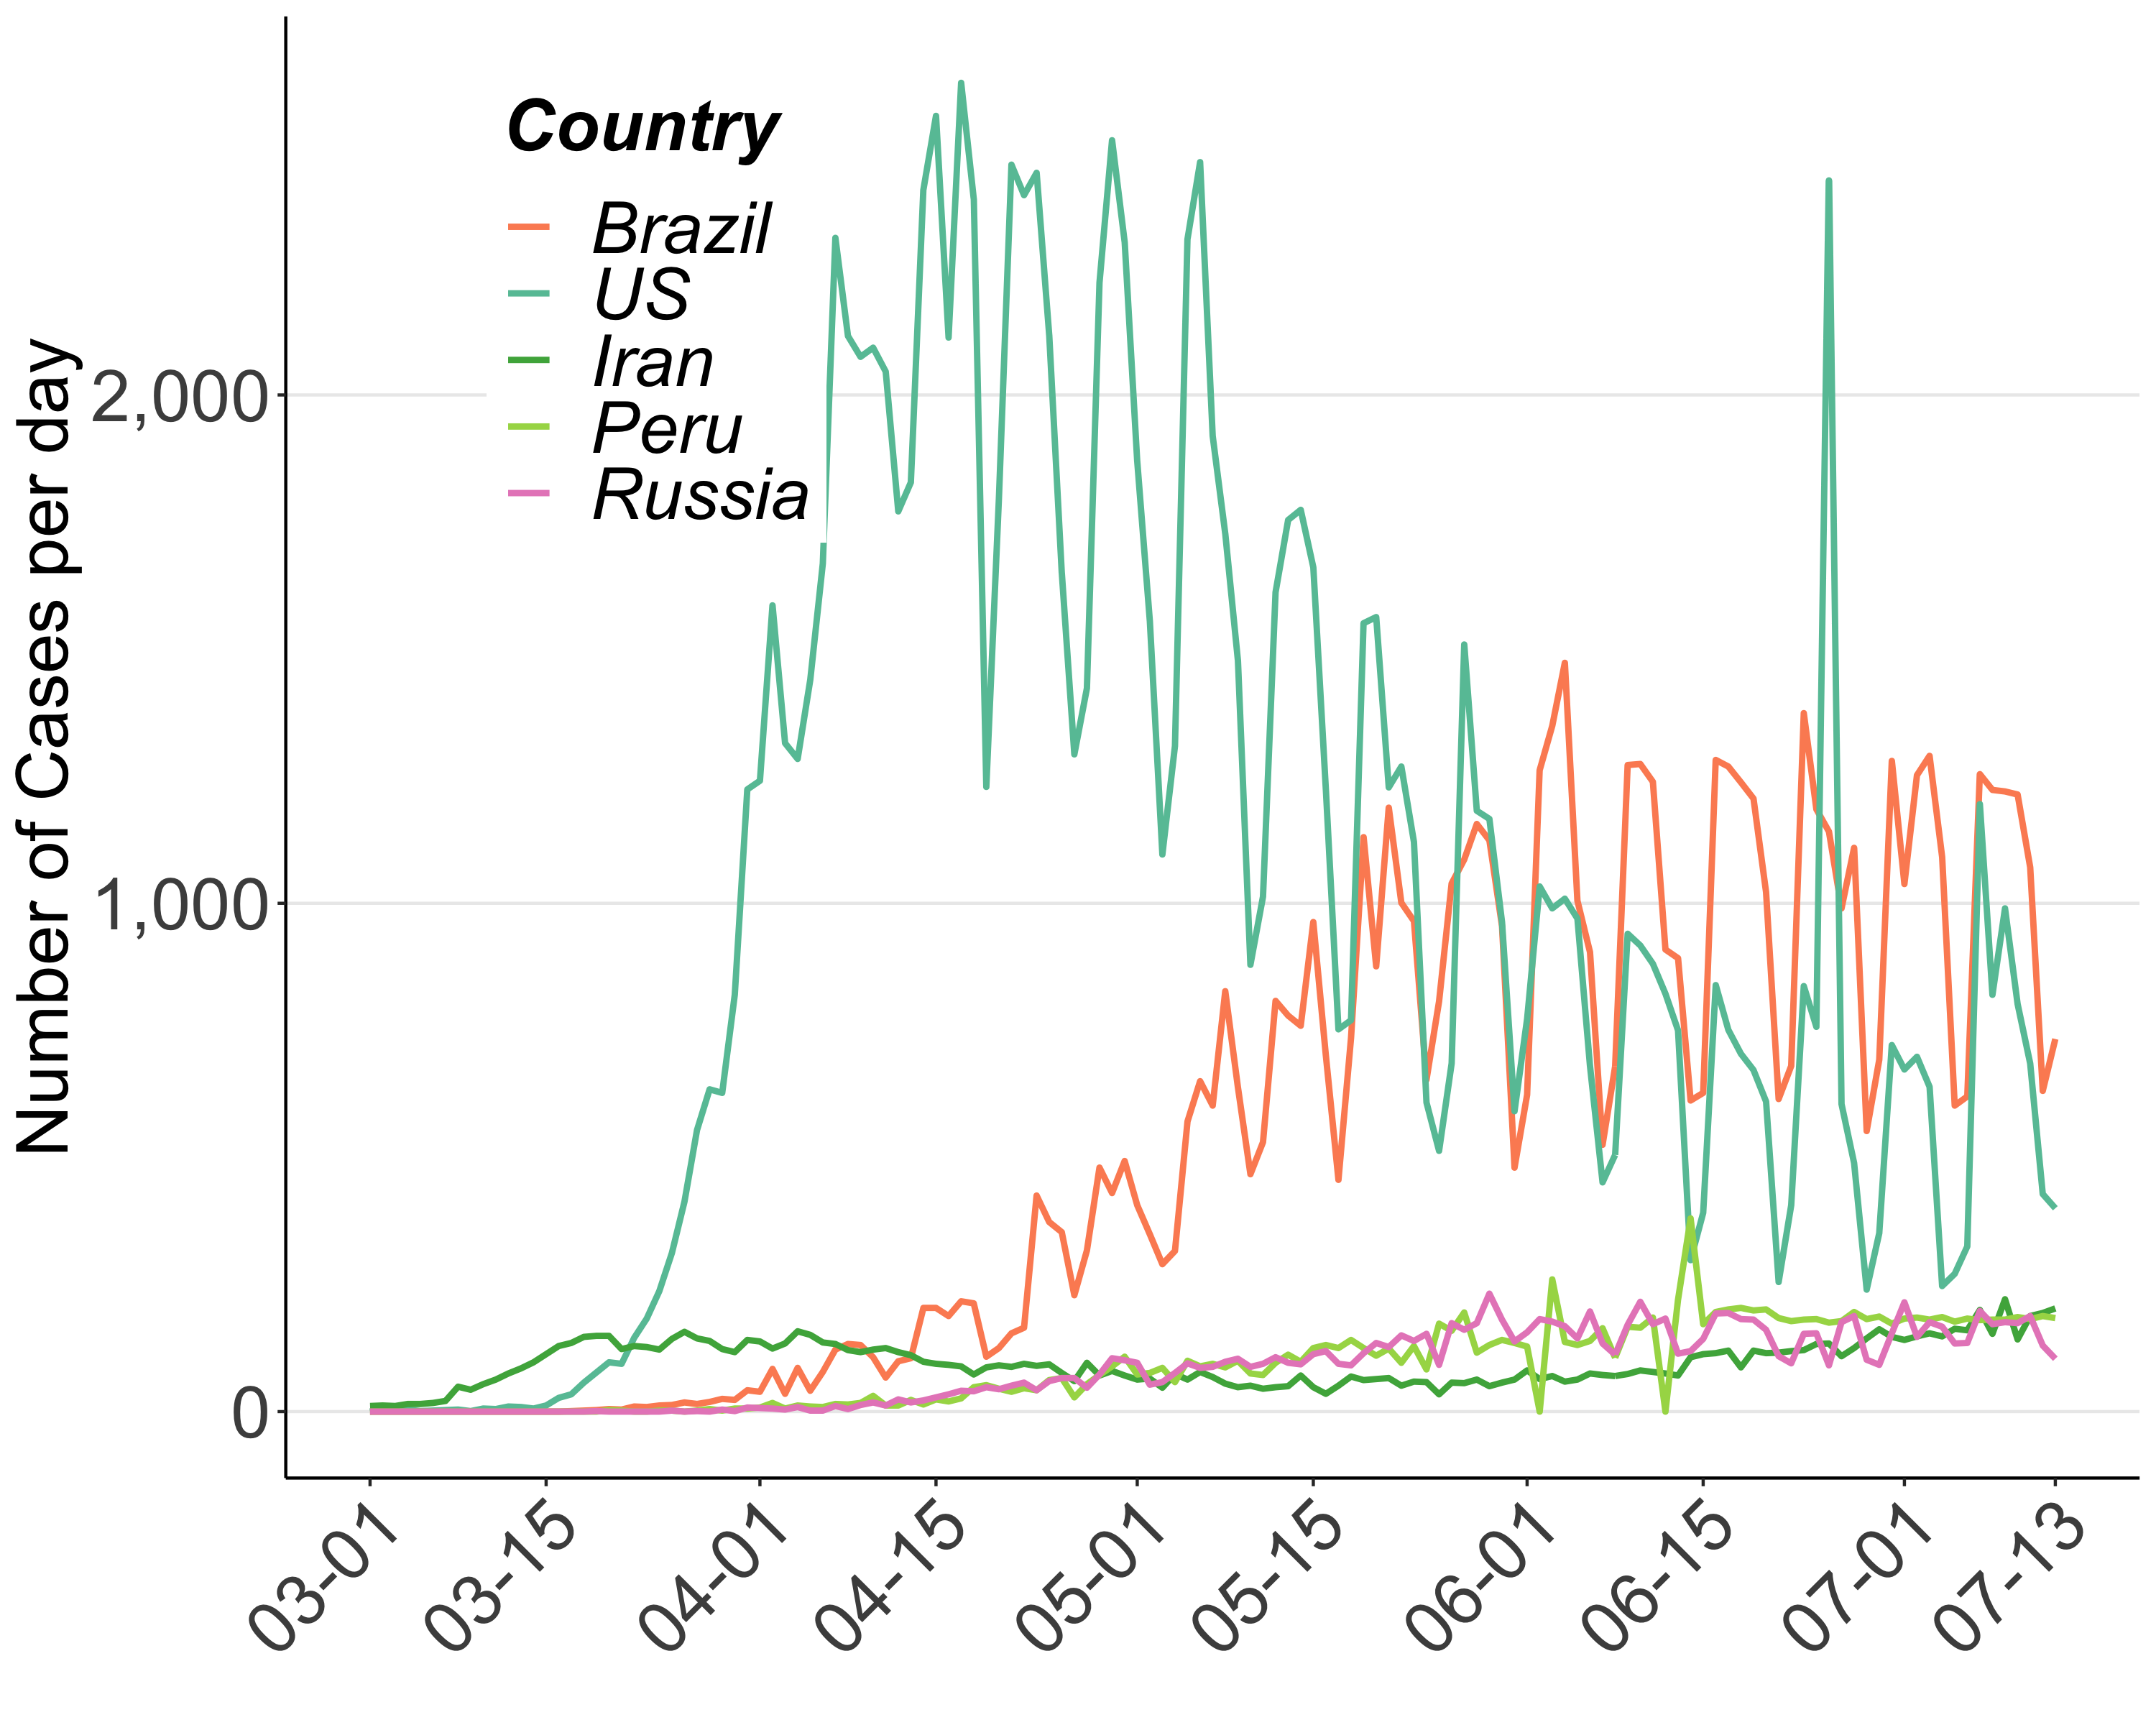 Country
Brazil
US
Iran
Peru
Russia
Number of Cases per day
2,000
1,000
0
03-01
03-15
04-01
04-15
05-01
05-15
06-01
06-15
07-01
07-13